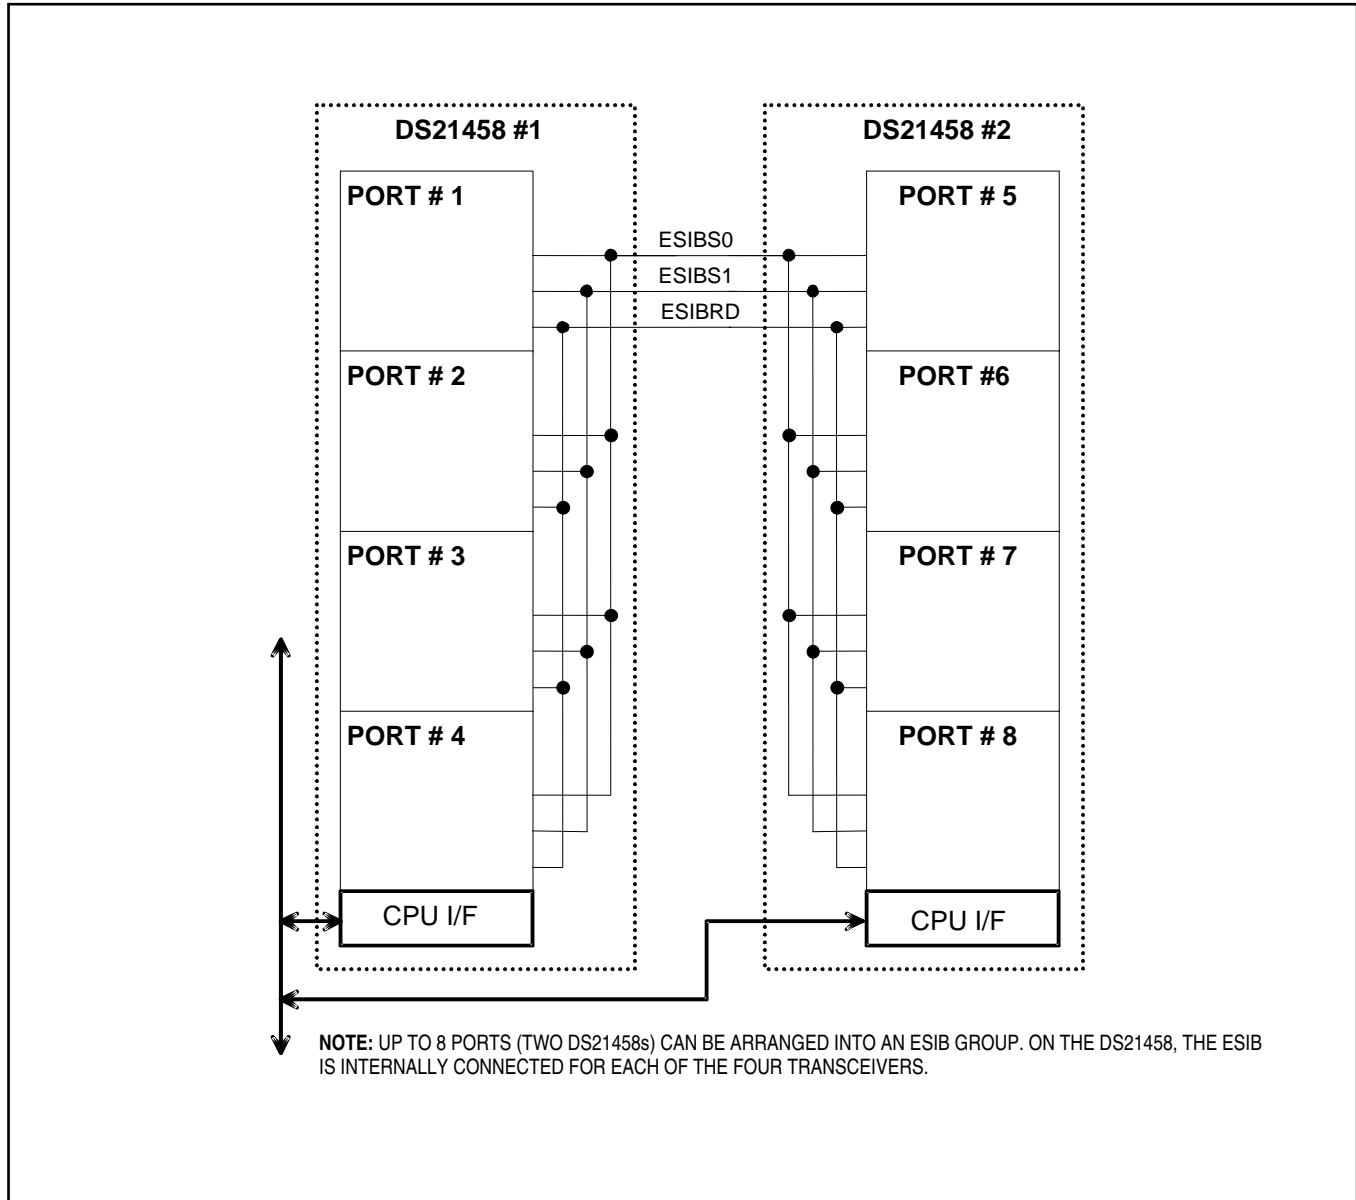 DS21458 #1
DS21458 #2
PORT # 1
PORT # 5
ESIBS0
ESIBS1
ESIBRD
PORT # 2
PORT #6
PORT # 3
PORT # 7
PORT # 4
PORT # 8
CPU I/F
CPU I/F
NOTE: UP TO 8 PORTS (TWO DS21458s) CAN BE ARRANGED INTO AN ESIB GROUP. ON THE DS21458, THE ESIB
IS INTERNALLY CONNECTED FOR EACH OF THE FOUR TRANSCEIVERS.